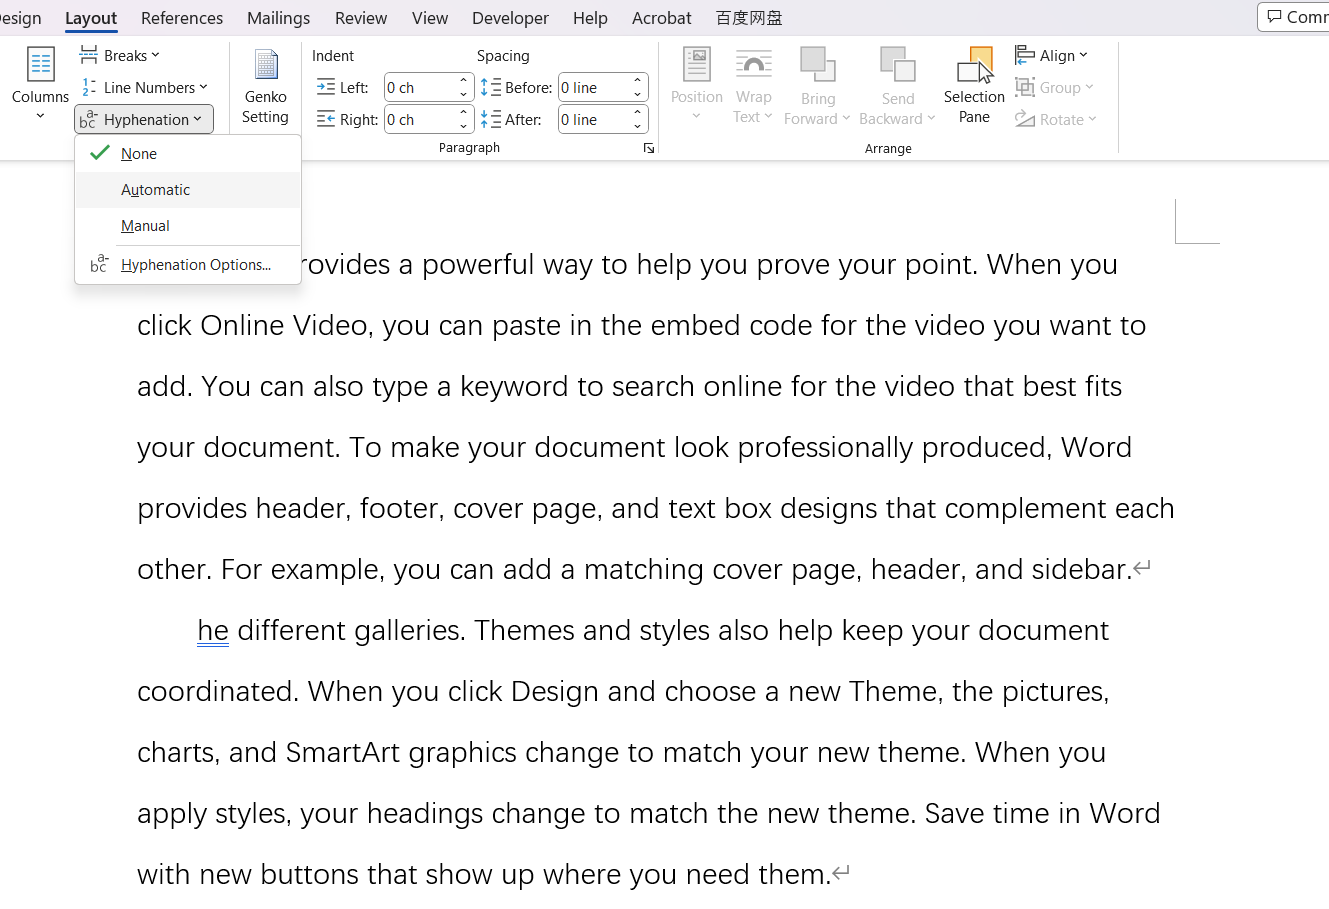 esign Layout References Mailings Review View Developer Help Acrobat 百度网盘 Comr
Columns
Breaks
Line Numbers
Hyphenation
Genko
Setting
Indent
Left: 0 ch
Right: 0 ch
Spacing
Before: 0 line
After: 0 line
Paragraph
Position
Wrap
Text
Bring
Forward
Send
Backward
Selection
Pane
Align
Group
Rotate
Arrange
None
Automatic
Manual
Hyphenation Options...
rovides a powerful way to help you prove your point. When you
click Online Video, you can paste in the embed code for the video you want to
add. You can also type a keyword to search online for the video that best fits
your document. To make your document look professionally produced, Word
provides header, footer, cover page, and text box designs that complement each
other. For example, you can add a matching cover page, header, and sidebar.
he different galleries. Themes and styles also help keep your document
coordinated. When you click Design and choose a new Theme, the pictures,
charts, and SmartArt graphics change to match your new theme. When you
apply styles, your headings change to match the new theme. Save time in Word
with new buttons that show up where you need them.